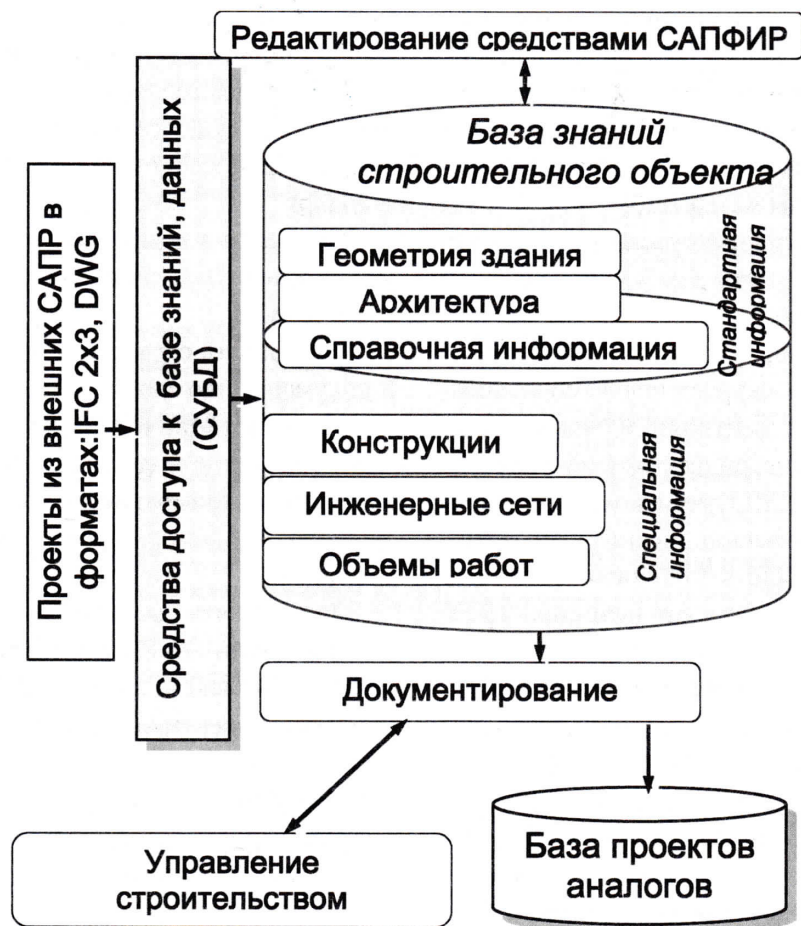 Редактирование средствами САПФИР
База знаний
строительного объекта
Проекты из внешних САПР в
форматах:IFC 2x3, DWG
Средства доступа к базе знаний, данных
(СУБД)
Геометрия здания
Архитектура
Справочная информация
Стандартная
информация
Конструкции
Инженерные сети
Объемы работ
Специальная
информация
Документирование
Управление
строительством
База проектов
аналогов